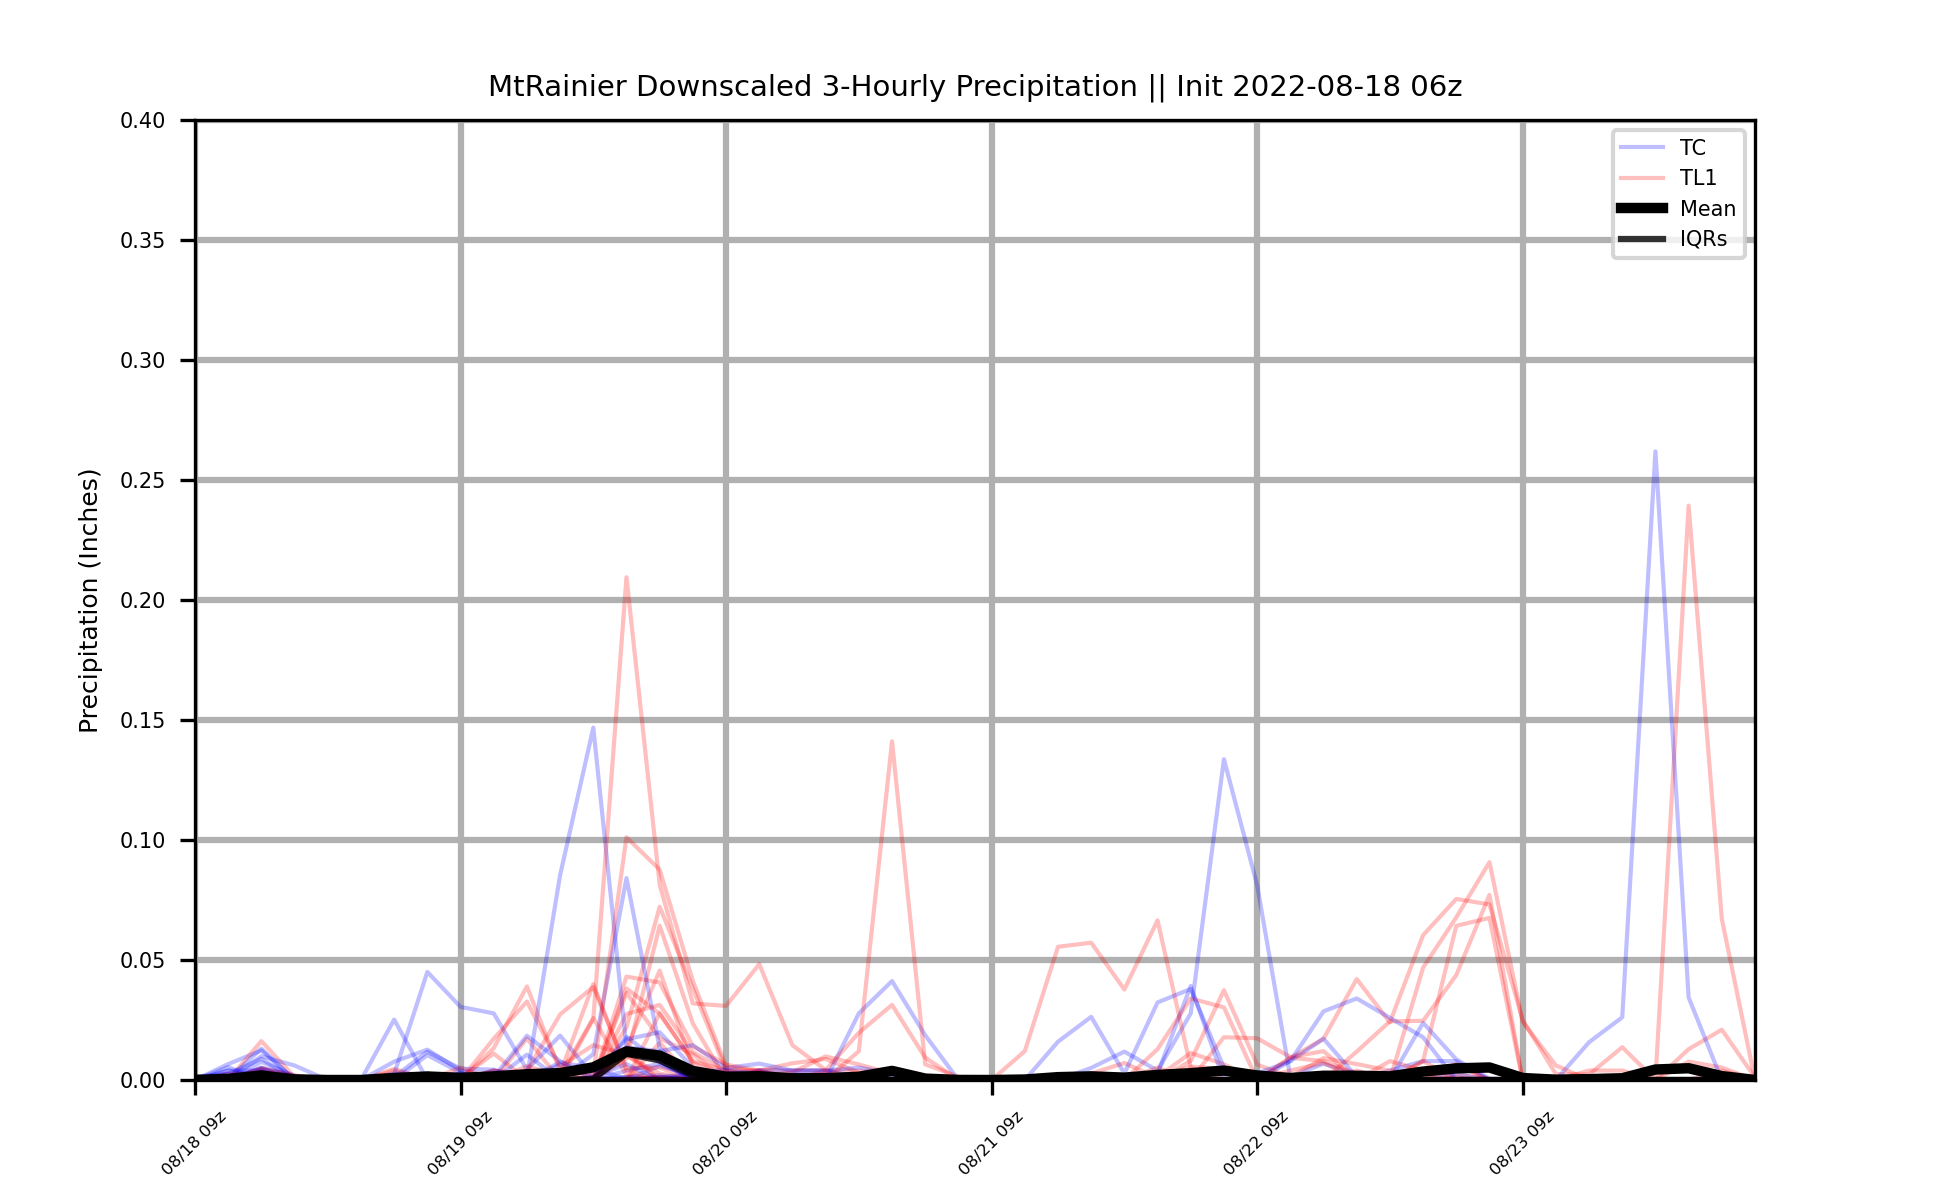 MtRainier Downscaled 3-Hourly Precipitation || Init 2022-08-18 06z
0.40
0.35
0.30
0.25
0.20
0.15
0.10
0.05
0.00
Precipitation (Inches)
TC
TL1
Mean
IQRs
08/18 09z
08/19 09z
08/20 09z
08/21 09z
08/22 09z
08/23 09z